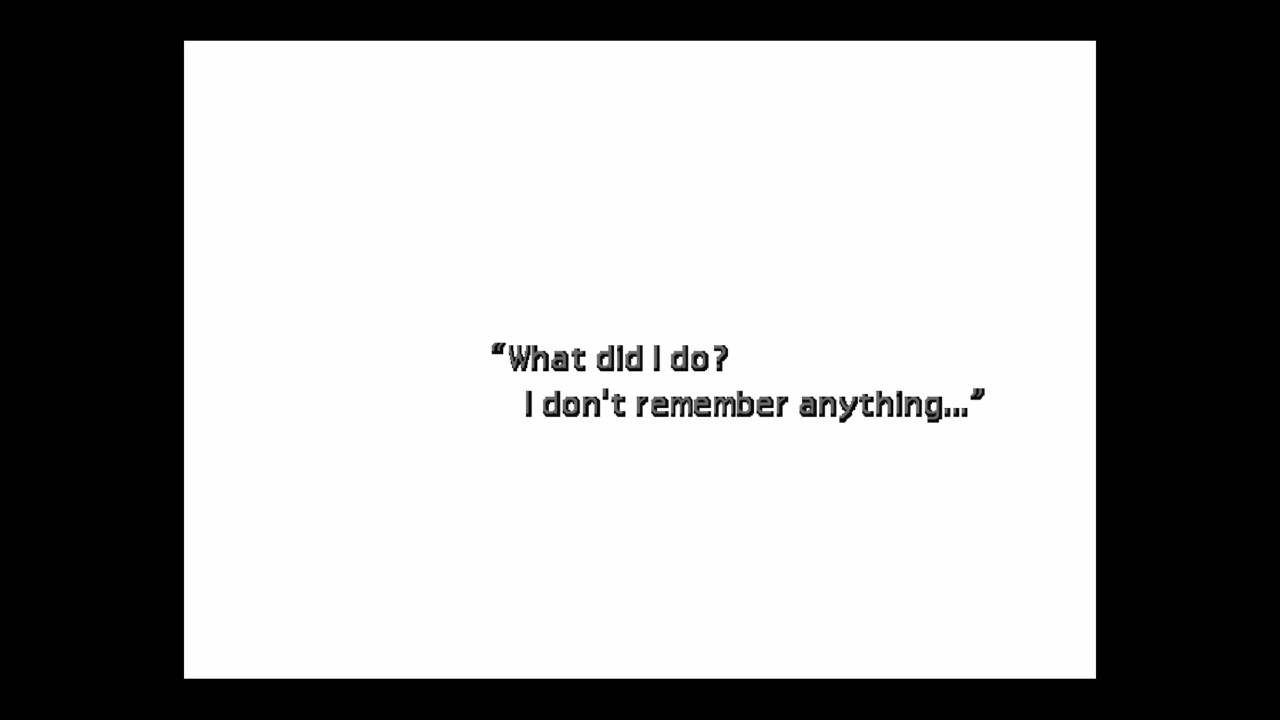 “What did I do?
I don't remember anything...”